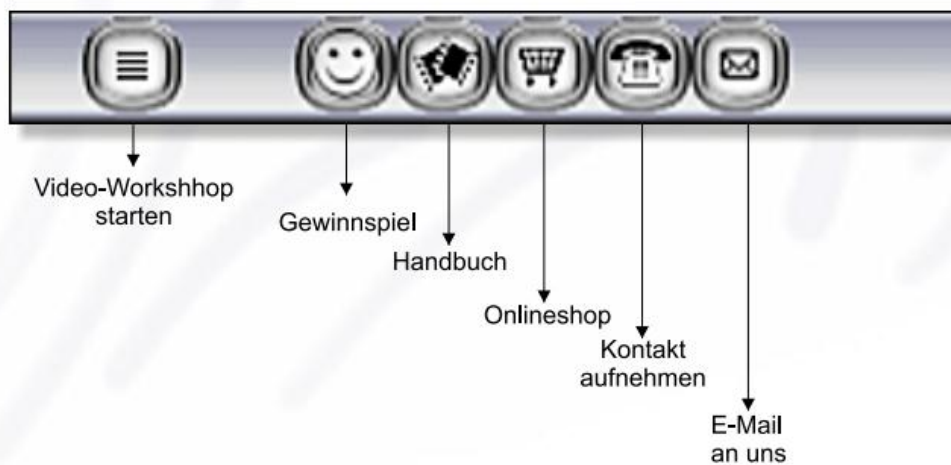 Video-Workshhop
starten
Gewinnspiel
Handbuch
Onlineshop
Kontakt
aufnehmen
E-Mail
an uns